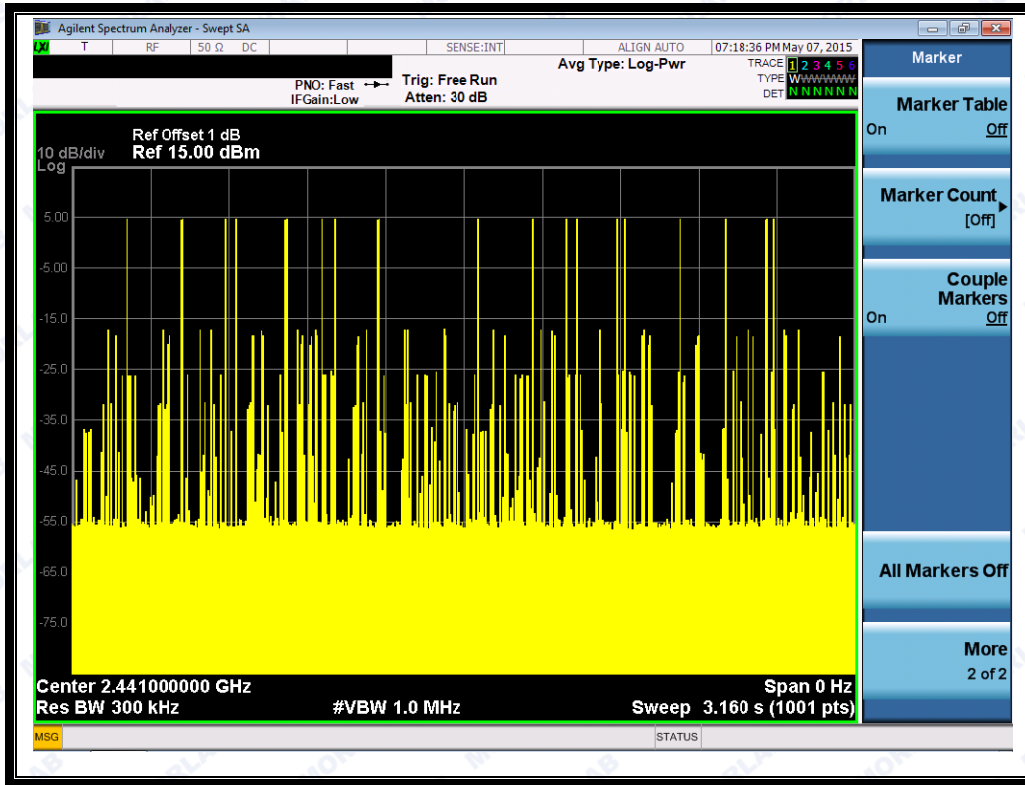 Agilent Spectrum Analyzer - Swept SA
LXI T RF 50 Ω DC SENSE:INT ALIGN AUTO 07:18:36 PM May 07, 2015
PNO: Fast
IFGain:Low
Trig: Free Run
Atten: 30 dB
Avg Type: Log-Pwr
TRACE 1 2 3 4 5 6
TYPE WWWWWW
DET N N N N N N
Ref Offset 1 dB
10 dB/div Ref 15.00 dBm
Log
5.00
-5.00
-15.0
-25.0
-35.0
-45.0
-55.0
-65.0
-75.0
Center 2.441000000 GHz Span 0 Hz
Res BW 300 kHz #VBW 1.0 MHz Sweep 3.160 s (1001 pts)
MSG STATUS
Marker
Marker Table
On Off
Marker Count
[Off]
Couple
Markers
On Off
All Markers Off
More
2 of 2